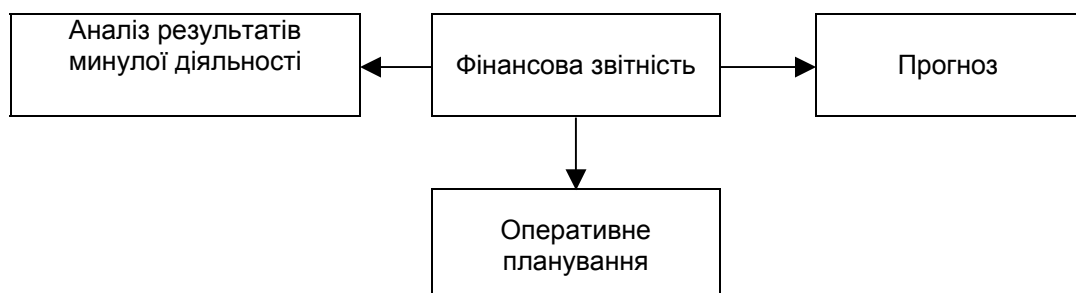 Аналіз результатів
минулої діяльності
Фінансова звітність
Прогноз
Оперативне
планування